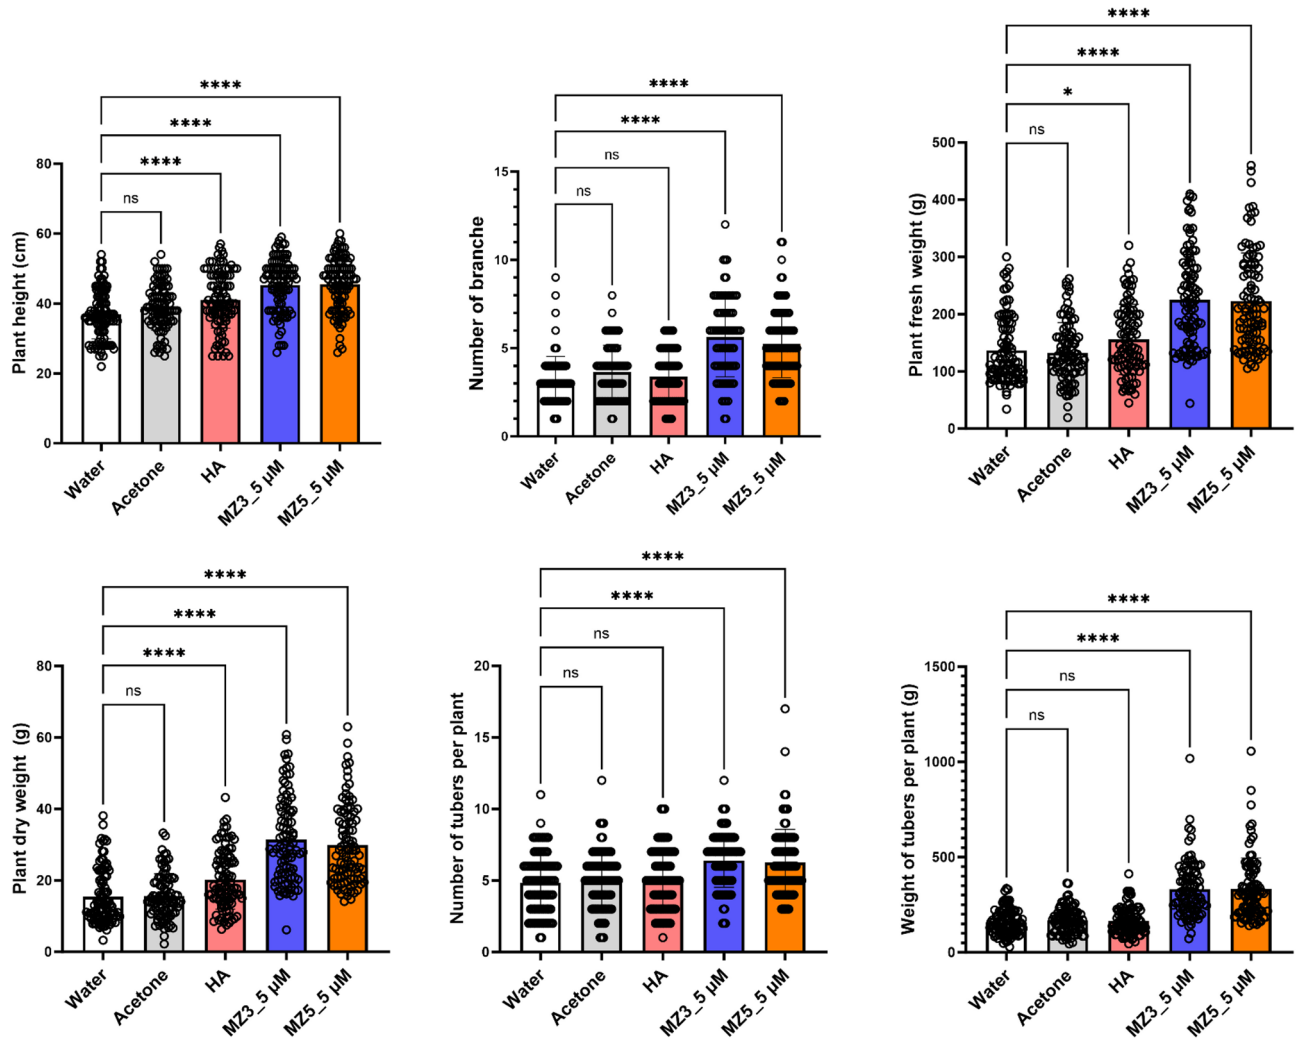 ****
****
****
ns
Plant height (cm)
80
60
40
20
0
Water
Acetone
HA
MZ3_5 µM
MZ5_5 µM
****
****
ns
ns
Number of branche
15
10
5
0
Water
Acetone
HA
MZ3_5 µM
MZ5_5 µM
****
****
*
ns
Plant fresh weight (g)
500
300
200
100
0
Water
Acetone
HA
MZ3_5 µM
MZ5_5 µM
****
****
****
ns
Plant dry weight (g)
80
60
40
20
0
Water
Acetone
HA
MZ3_5 µM
MZ5_5 µM
****
****
ns
ns
Number of tubers per plant
20
15
10
5
0
Water
Acetone
HA
MZ3_5 µM
MZ5_5 µM
****
****
ns
ns
Weight of tubers per plant (g)
1500
1000
500
0
Water
Acetone
HA
MZ3_5 µM
MZ5_5 µM